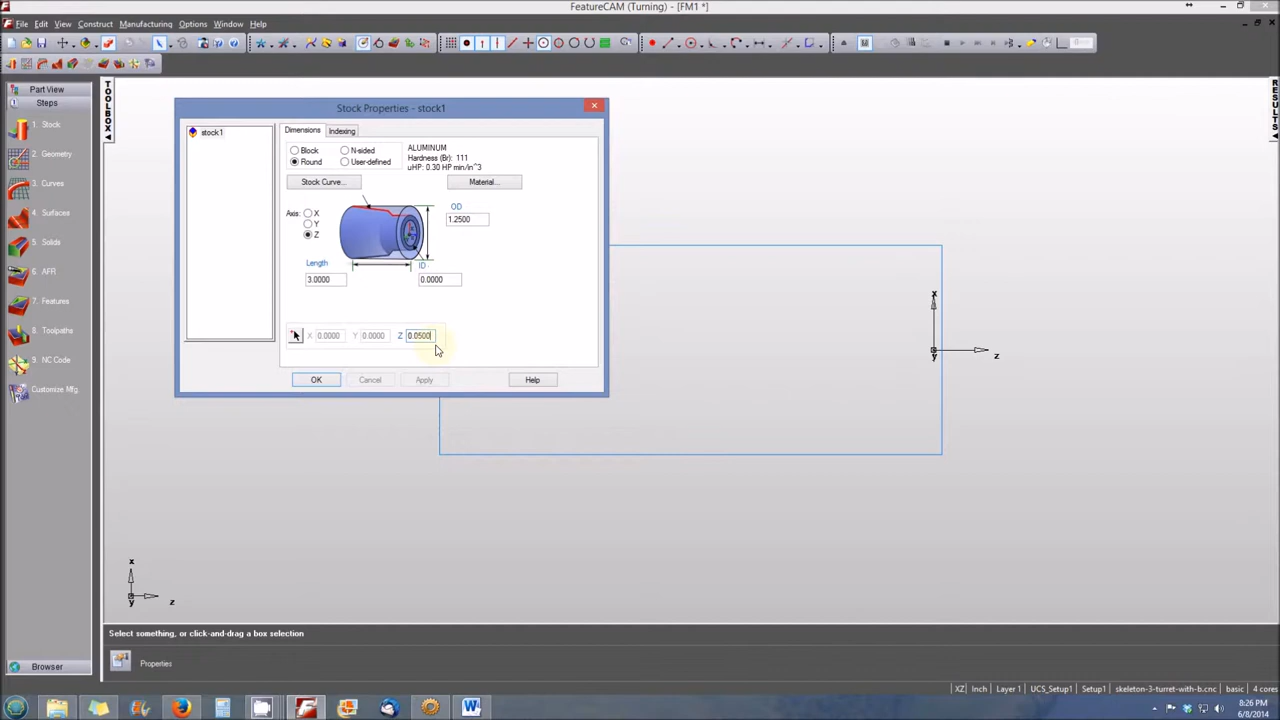 FeatureCAM (Turning) - [FM1 *]
File Edit View Construct Manufacturing Options Window Help
Part View
Steps
1. Stock
2. Geometry
3. Curves
4. Surfaces
5. Solids
6. AFR
7. Features
8. Toolpaths
9. NC Code
Customize Mfg.
Browser
TOOLBOX
RESULTS
Stock Properties - stock1
stock1
Dimensions Indexing
Block N-sided
Round User-defined
ALUMINUM
Hardness (Br): 111
uHP: 0.30 HP min/in^3
Stock Curve... Material...
Axis: X
Y
Z
OD
1.2500
Length ID
3.0000 0.0000
X 0.0000 Y 0.0000 Z 0.0500
OK Cancel Apply Help
x
z
y
x
z
y
Select something, or click-and-drag a box selection
Properties
XZ Inch Layer 1 UCS_Setup1 Setup1 skeleton-3-turret-with-b.cnc basic 4 cores
8:26 PM
6/8/2014